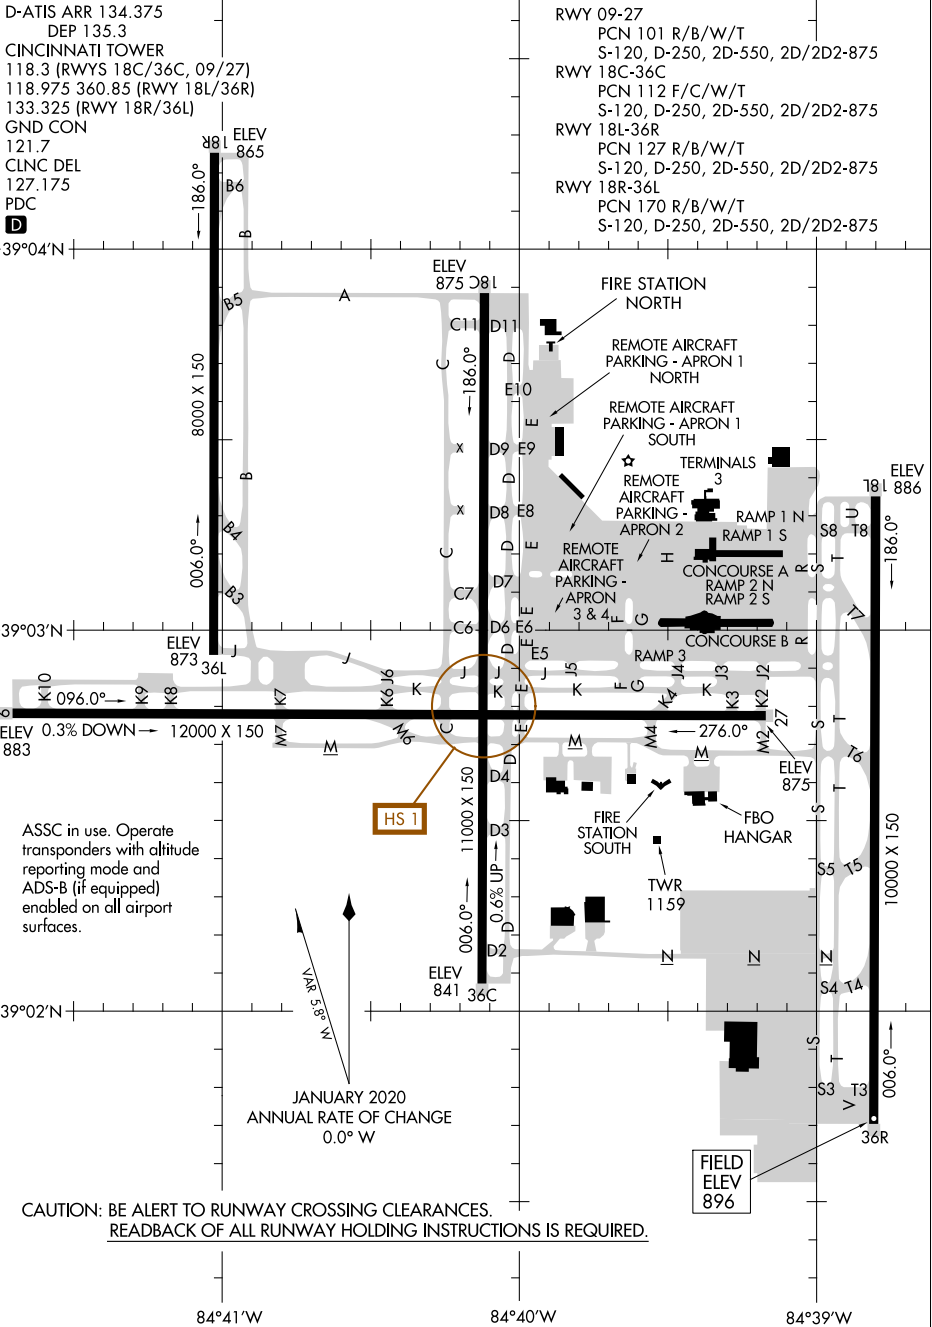 D-ATIS ARR 134.375
DEP 135.3
CINCINNATI TOWER
118.3 (RWYS 18C/36C, 09/27)
118.975 360.85 (RWY 18L/36R)
133.325 (RWY 18R/36L)
GND CON
121.7
CLNC DEL
127.175
PDC
D
RWY 09-27
PCN 101 R/B/W/T
S-120, D-250, 2D-550, 2D/2D2-875
RWY 18C-36C
PCN 112 F/C/W/T
S-120, D-250, 2D-550, 2D/2D2-875
RWY 18L-36R
PCN 127 R/B/W/T
S-120, D-250, 2D-550, 2D/2D2-875
RWY 18R-36L
PCN 170 R/B/W/T
S-120, D-250, 2D-550, 2D/2D2-875
18R
ELEV
865
186.0°
B6
B
39°04'N
B5
A
8000 X 150
B
B4
006.0°
B3
39°03'N
ELEV
873
36L
J
J
ELEV
875
18C
C11
D11
C
186.0°
D
E10
E
X
D9
E9
D
X
D8
E8
C
D
E
D7
C7
E
C6
D6
E6
D
E
E5
FIRE STATION
NORTH
REMOTE AIRCRAFT
PARKING - APRON 1
NORTH
REMOTE AIRCRAFT
PARKING - APRON 1
SOUTH
REMOTE
AIRCRAFT
PARKING -
APRON 2
REMOTE
AIRCRAFT
PARKING -
APRON
3 & 4
TERMINALS
3
RAMP 1 N
RAMP 1 S
H
CONCOURSE A
RAMP 2 N
RAMP 2 S
F
G
CONCOURSE B
RAMP 3
R
R
ELEV
886
18L
U
S8
T8
T
S
186.0°
T7
K10
096.0°
K9
K8
K7
K6
J6
K
J
J
K
E
J
J5
K
F
G
J4
K4
K
J3
K3
K2
J2
9
ELEV
883
0.3% DOWN
12000 X 150
M7
M
M6
C
E
D
M
M4
276.0°
M
M2
27
ELEV
875
S
T
T6
HS 1
11000 X 150
D4
D3
0.6% UP
006.0°
D
D2
ELEV
841
36C
FIRE
STATION
SOUTH
FBO
HANGAR
TWR
1159
T
S
S5
T5
10000 X 150
N
N
N
S4
T4
S
T
S3
T3
V
006.0°
36R
ASSC in use. Operate
transponders with altitude
reporting mode and
ADS-B (if equipped)
enabled on all airport
surfaces.
39°02'N
VAR 5.8° W
JANUARY 2020
ANNUAL RATE OF CHANGE
0.0° W
FIELD
ELEV
896
CAUTION: BE ALERT TO RUNWAY CROSSING CLEARANCES.
READBACK OF ALL RUNWAY HOLDING INSTRUCTIONS IS REQUIRED.
84°41'W
84°40'W
84°39'W